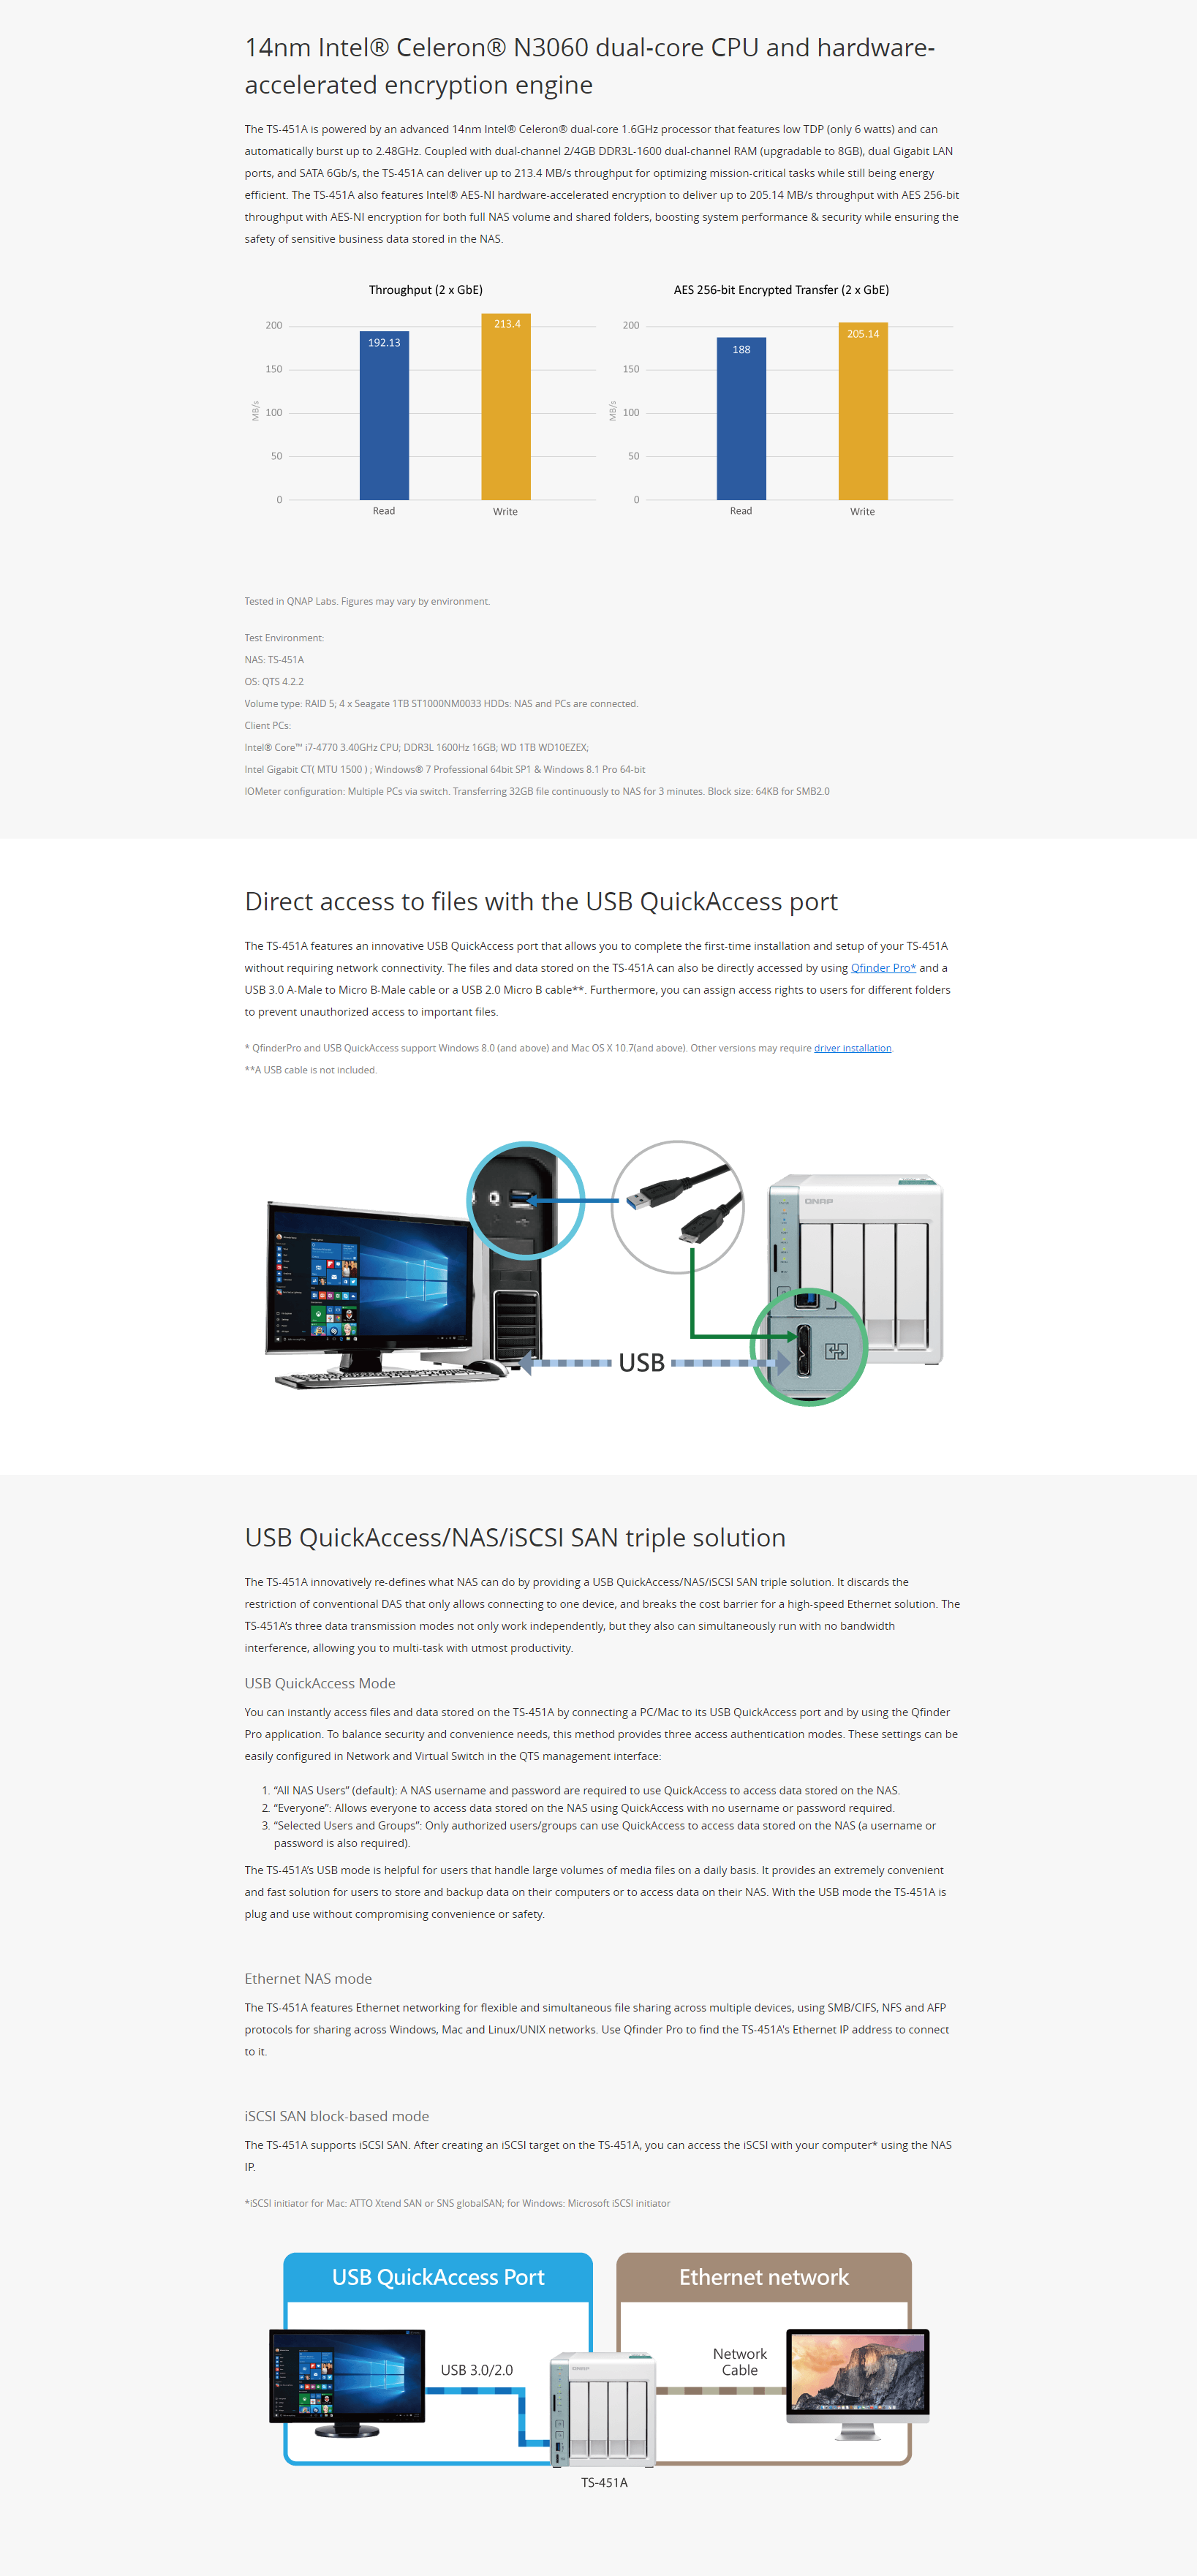 14nm Intel® Celeron® N3060 dual-core CPU and hardware-
accelerated encryption engine
The TS-451A is powered by an advanced 14nm Intel® Celeron® dual-core 1.6GHz processor that features low TDP (only 6 watts) and can
automatically burst up to 2.48GHz. Coupled with dual-channel 2/4GB DDR3L-1600 dual-channel RAM (upgradable to 8GB), dual Gigabit LAN
ports, and SATA 6Gb/s, the TS-451A can deliver up to 213.4 MB/s throughput for optimizing mission-critical tasks while still being energy
efficient. The TS-451A also features Intel® AES-NI hardware-accelerated encryption to deliver up to 205.14 MB/s throughput with AES 256-bit
throughput with AES-NI encryption for both full NAS volume and shared folders, boosting system performance & security while ensuring the
safety of sensitive business data stored in the NAS.
Throughput (2 x GbE)
200
150
100
50
0
MB/s
192.13
213.4
Read
Write
AES 256-bit Encrypted Transfer (2 x GbE)
200
150
100
50
0
MB/s
188
205.14
Read
Write
Tested in QNAP Labs. Figures may vary by environment.
Test Environment:
NAS: TS-451A
OS: QTS 4.2.2
Volume type: RAID 5; 4 x Seagate 1TB ST1000NM0033 HDDs: NAS and PCs are connected.
Client PCs:
Intel® Core™ i7-4770 3.40GHz CPU; DDR3L 1600Hz 16GB; WD 1TB WD10EZEX;
Intel Gigabit CT( MTU 1500 ) ; Windows® 7 Professional 64bit SP1 & Windows 8.1 Pro 64-bit
IOMeter configuration: Multiple PCs via switch. Transferring 32GB file continuously to NAS for 3 minutes. Block size: 64KB for SMB2.0
Direct access to files with the USB QuickAccess port
The TS-451A features an innovative USB QuickAccess port that allows you to complete the first-time installation and setup of your TS-451A
without requiring network connectivity. The files and data stored on the TS-451A can also be directly accessed by using Qfinder Pro* and a
USB 3.0 A-Male to Micro B-Male cable or a USB 2.0 Micro B cable**. Furthermore, you can assign access rights to users for different folders
to prevent unauthorized access to important files.
* QfinderPro and USB QuickAccess support Windows 8.0 (and above) and Mac OS X 10.7(and above). Other versions may require driver installation.
**A USB cable is not included.
QNAP
USB
USB QuickAccess/NAS/iSCSI SAN triple solution
The TS-451A innovatively re-defines what NAS can do by providing a USB QuickAccess/NAS/iSCSI SAN triple solution. It discards the
restriction of conventional DAS that only allows connecting to one device, and breaks the cost barrier for a high-speed Ethernet solution. The
TS-451A's three data transmission modes not only work independently, but they also can simultaneously run with no bandwidth
interference, allowing you to multi-task with utmost productivity.
USB QuickAccess Mode
You can instantly access files and data stored on the TS-451A by connecting a PC/Mac to its USB QuickAccess port and by using the Qfinder
Pro application. To balance security and convenience needs, this method provides three access authentication modes. These settings can be
easily configured in Network and Virtual Switch in the QTS management interface:
1. “All NAS Users” (default): A NAS username and password are required to use QuickAccess to access data stored on the NAS.
2. “Everyone”: Allows everyone to access data stored on the NAS using QuickAccess with no username or password required.
3. “Selected Users and Groups”: Only authorized users/groups can use QuickAccess to access data stored on the NAS (a username or
password is also required).
The TS-451A’s USB mode is helpful for users that handle large volumes of media files on a daily basis. It provides an extremely convenient
and fast solution for users to store and backup data on their computers or to access data on their NAS. With the USB mode the TS-451A is
plug and use without compromising convenience or safety.
Ethernet NAS mode
The TS-451A features Ethernet networking for flexible and simultaneous file sharing across multiple devices, using SMB/CIFS, NFS and AFP
protocols for sharing across Windows, Mac and Linux/UNIX networks. Use Qfinder Pro to find the TS-451A's Ethernet IP address to connect
to it.
iSCSI SAN block-based mode
The TS-451A supports iSCSI SAN. After creating an iSCSI target on the TS-451A, you can access the iSCSI with your computer* using the NAS
IP.
*iSCSI initiator for Mac: ATTO Xtend SAN or SNS globalSAN; for Windows: Microsoft iSCSI initiator
USB QuickAccess Port
Ethernet network
USB 3.0/2.0
Network
Cable
QNAP
TS-451A